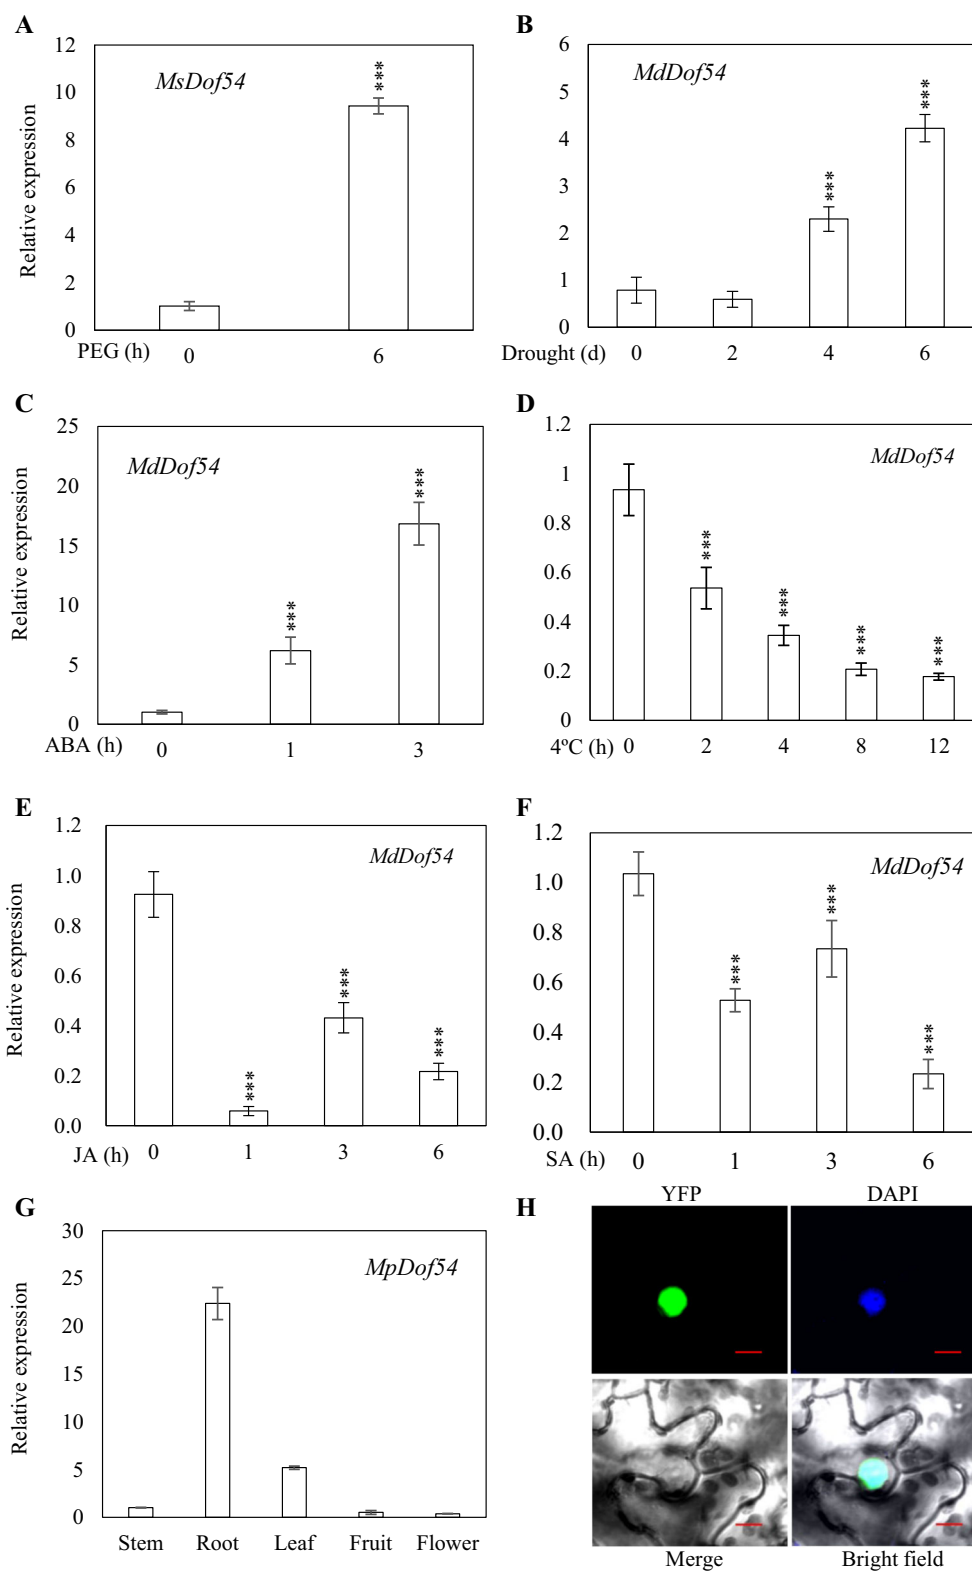 A
12
10
8
6
4
2
0
Relative expression
MsDof54
***
PEG (h)
0
6
B
6
5
4
3
2
1
0
MdDof54
***
***
Drought (d)
0
2
4
6
C
25
20
15
10
5
0
Relative expression
MdDof54
***
***
ABA (h)
0
1
3
D
1.2
1
0.8
0.6
0.4
0.2
0
MdDof54
***
***
***
***
4ºC (h)
0
2
4
8
12
E
1.2
1.0
0.8
0.6
0.4
0.2
0.0
Relative expression
MdDof54
***
***
***
JA (h)
0
1
3
6
F
1.2
1.0
0.8
0.6
0.4
0.2
0.0
MdDof54
***
***
***
SA (h)
0
1
3
6
G
30
25
20
15
10
5
0
Relative expression
MpDof54
Stem
Root
Leaf
Fruit
Flower
H
YFP
DAPI
Merge
Bright field